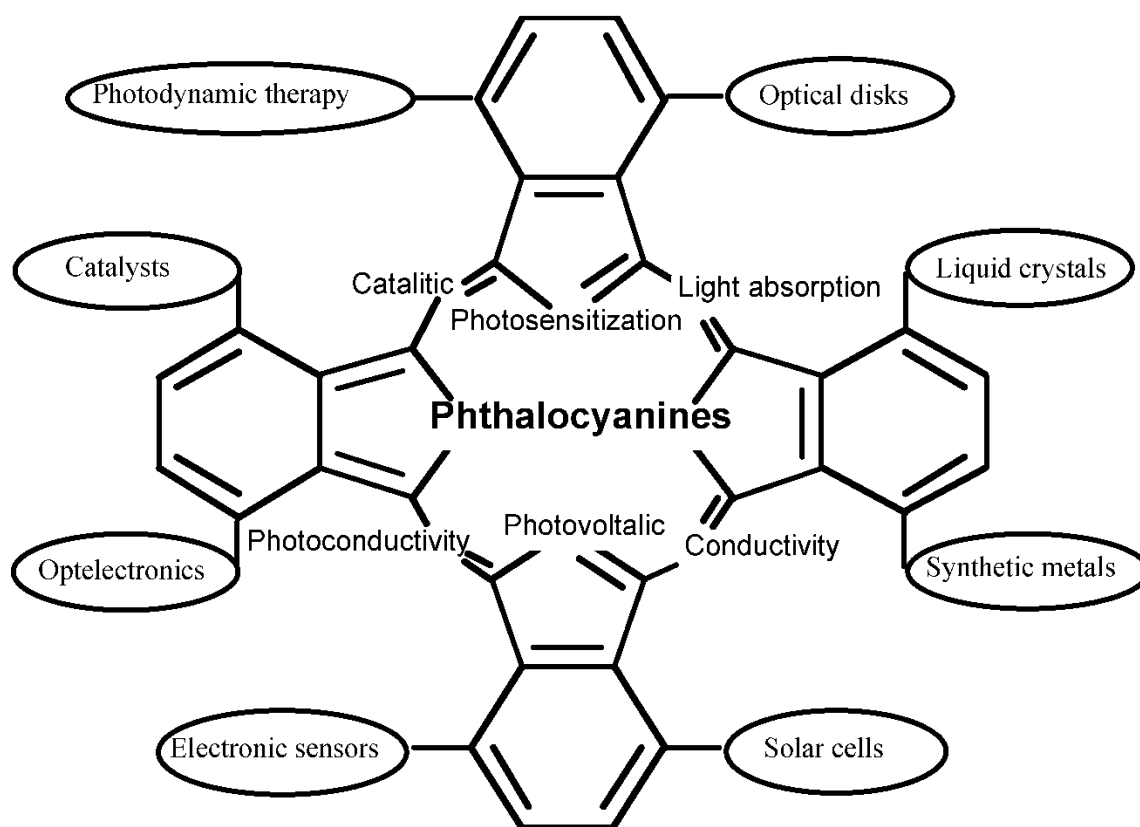 Photodynamic therapy
Optical disks
Catalysts
Liquid crystals
Catalitic
Light absorption
Photosensitization
Phthalocyanines
Photovoltalic
Photoconductivity
Conductivity
Optelectronics
Synthetic metals
Electronic sensors
Solar cells